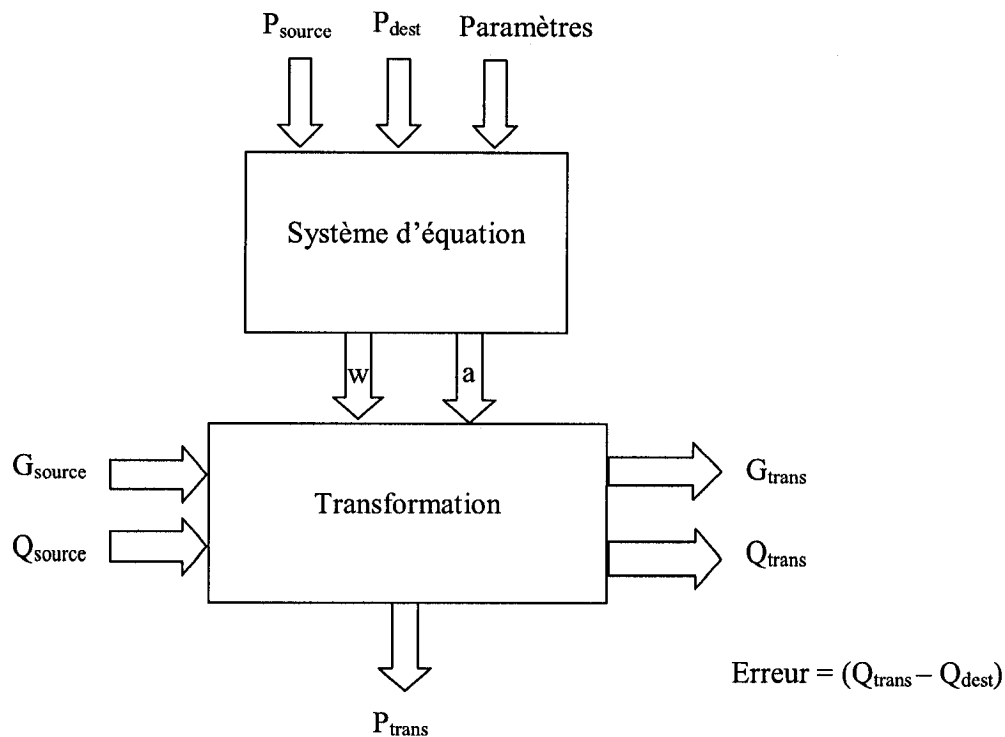 P_source P_dest Paramètres
Système d'équation
w a
G_source G_trans
Transformation
Q_source Q_trans
Erreur = (Q_trans – Q_dest)
P_trans